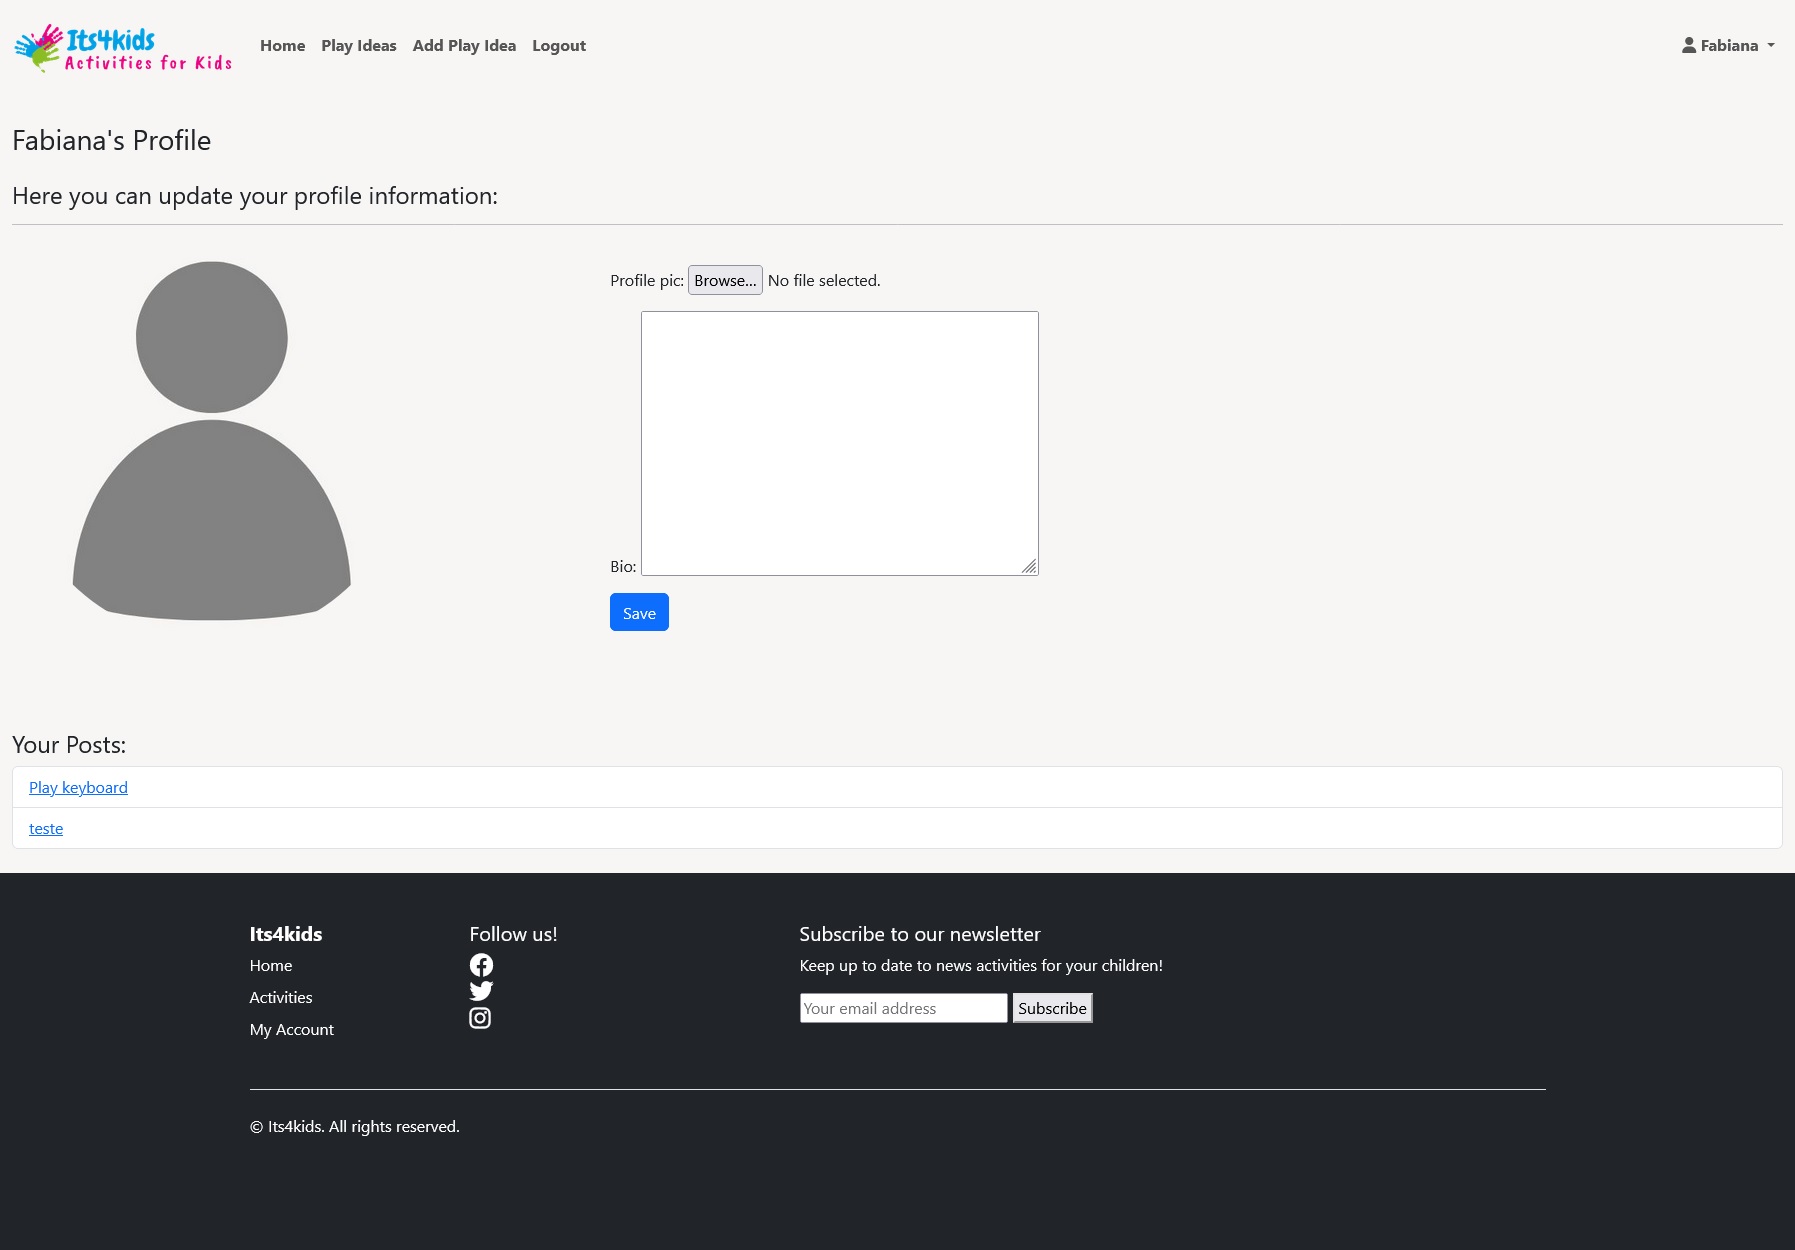 Its4kids
Activities for Kids
Home Play Ideas Add Play Idea Logout
Fabiana
Fabiana's Profile
Here you can update your profile information:
Profile pic: Browse... No file selected.
Bio:
Save
Your Posts:
Play keyboard
teste
Its4kids
Home
Activities
My Account
Follow us!
Subscribe to our newsletter
Keep up to date to news activities for your children!
Your email address Subscribe
© Its4kids. All rights reserved.